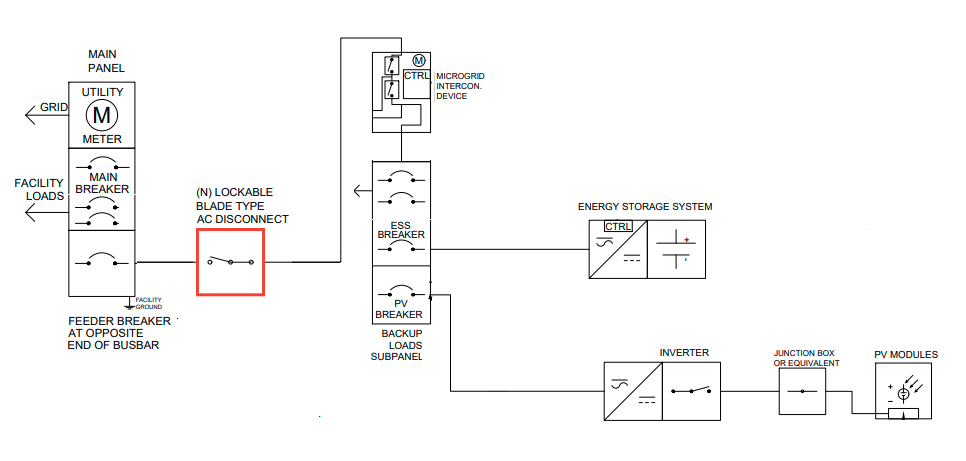 MAIN
PANEL
UTILITY
M
METER
GRID
MAIN
BREAKER
FACILITY
LOADS
FACILITY
GROUND
FEEDER BREAKER
AT OPPOSITE
END OF BUSBAR
(N) LOCKABLE
BLADE TYPE
AC DISCONNECT
M
CTRL
MICROGRID
INTERCON.
DEVICE
ESS
BREAKER
PV
BREAKER
BACKUP
LOADS
SUBPANEL
ENERGY STORAGE SYSTEM
CTRL
+
INVERTER
JUNCTION BOX
OR EQUIVALENT
PV MODULES
+
-